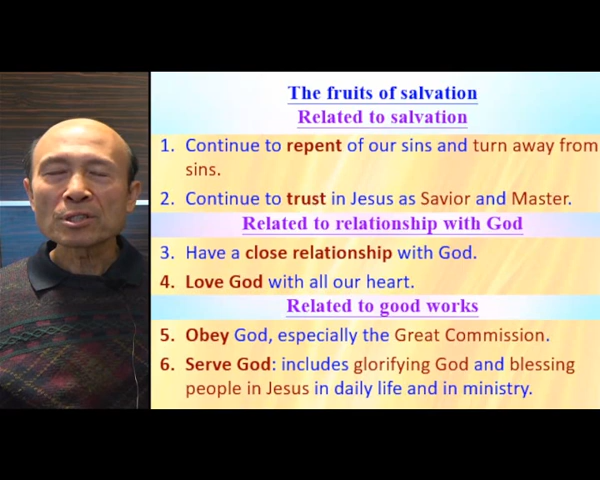 The fruits of salvation
Related to salvation
1. Continue to repent of our sins and turn away from
sins.
2. Continue to trust in Jesus as Savior and Master.
Related to relationship with God
3. Have a close relationship with God.
4. Love God with all our heart.
Related to good works
5. Obey God, especially the Great Commission.
6. Serve God: includes glorifying God and blessing
people in Jesus in daily life and in ministry.